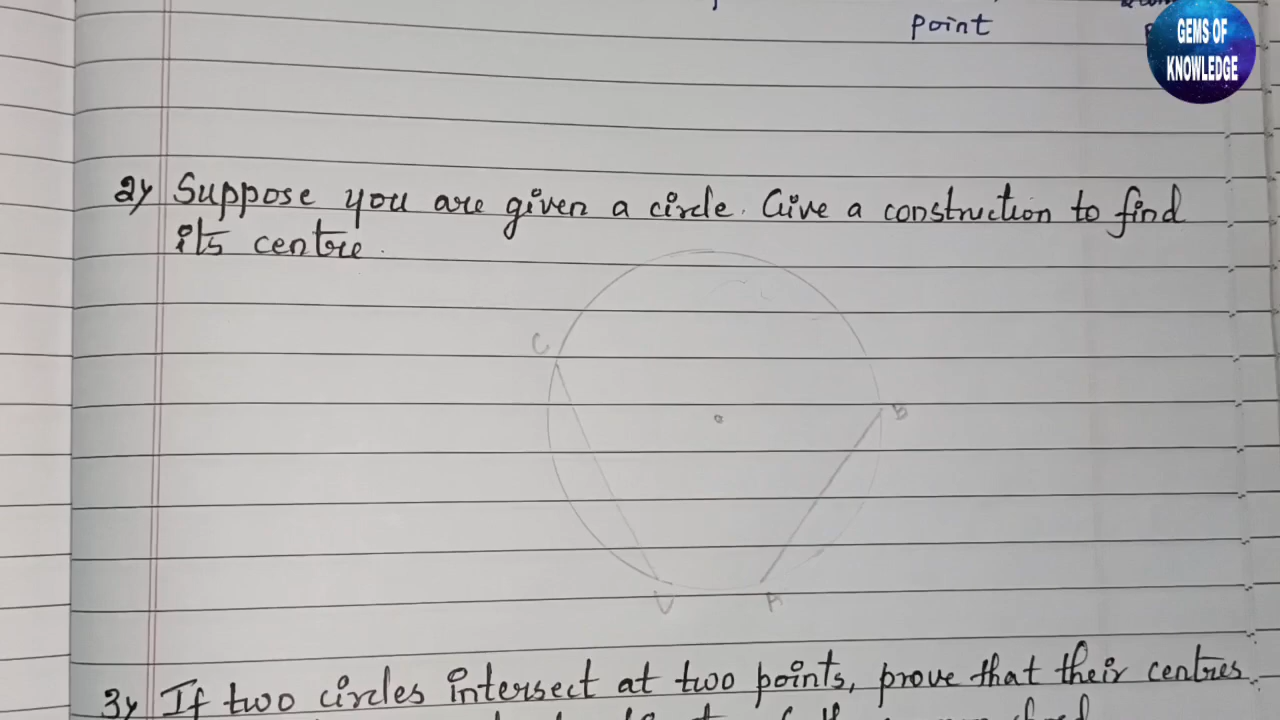 point
GEMS OF
KNOWLEDGE
2) Suppose you are given a circle. Give a construction to find
its centre.
C
B
A
3) If two circles intersect at two points, prove that their centres